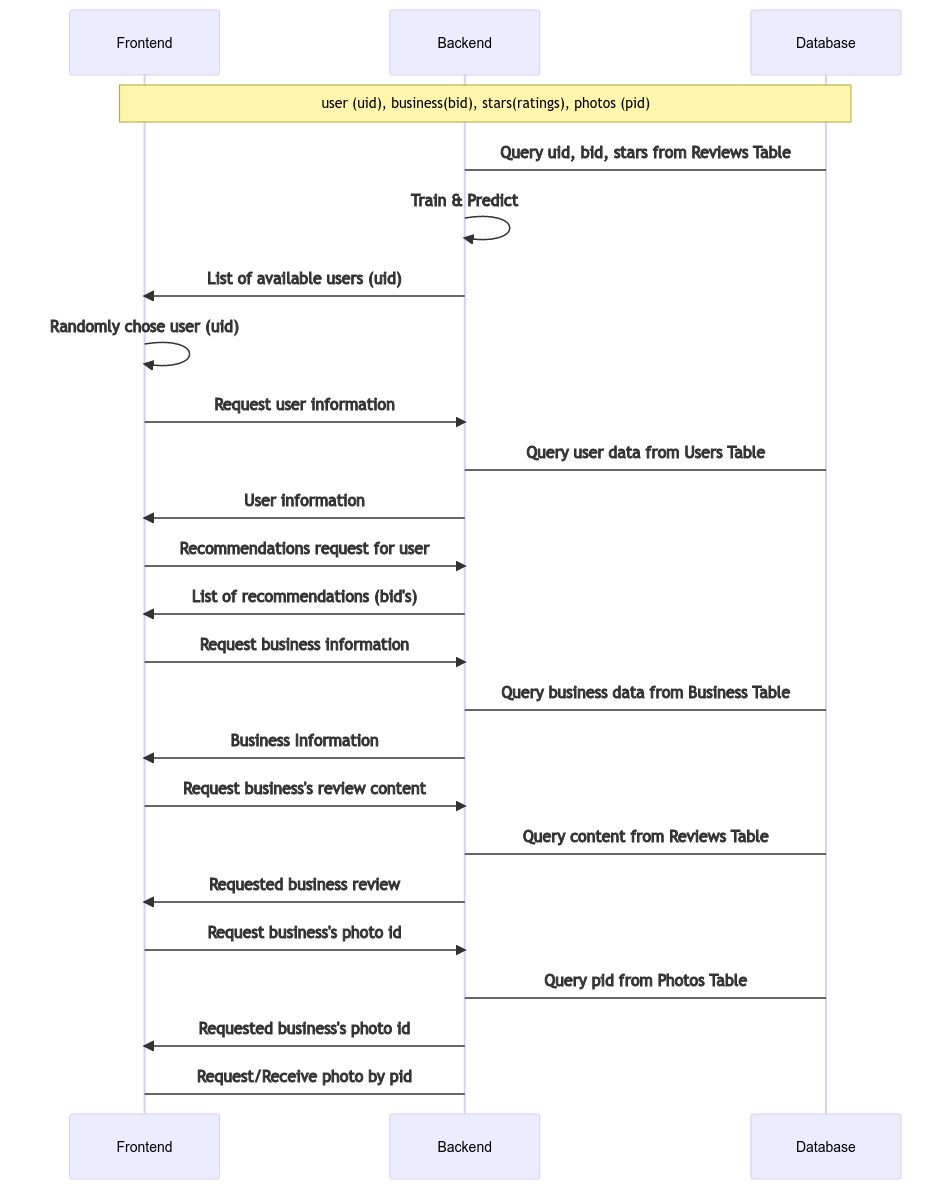 Frontend
Backend
Database
user (uid), business(bid), stars(ratings), photos (pid)
Query uid, bid, stars from Reviews Table
Train & Predict
List of available users (uid)
Randomly chose user (uid)
Request user information
Query user data from Users Table
User information
Recommendations request for user
List of recommendations (bid's)
Request business information
Query business data from Business Table
Business Information
Request business's review content
Query content from Reviews Table
Requested business review
Request business's photo id
Query pid from Photos Table
Requested business's photo id
Request/Receive photo by pid
Frontend
Backend
Database